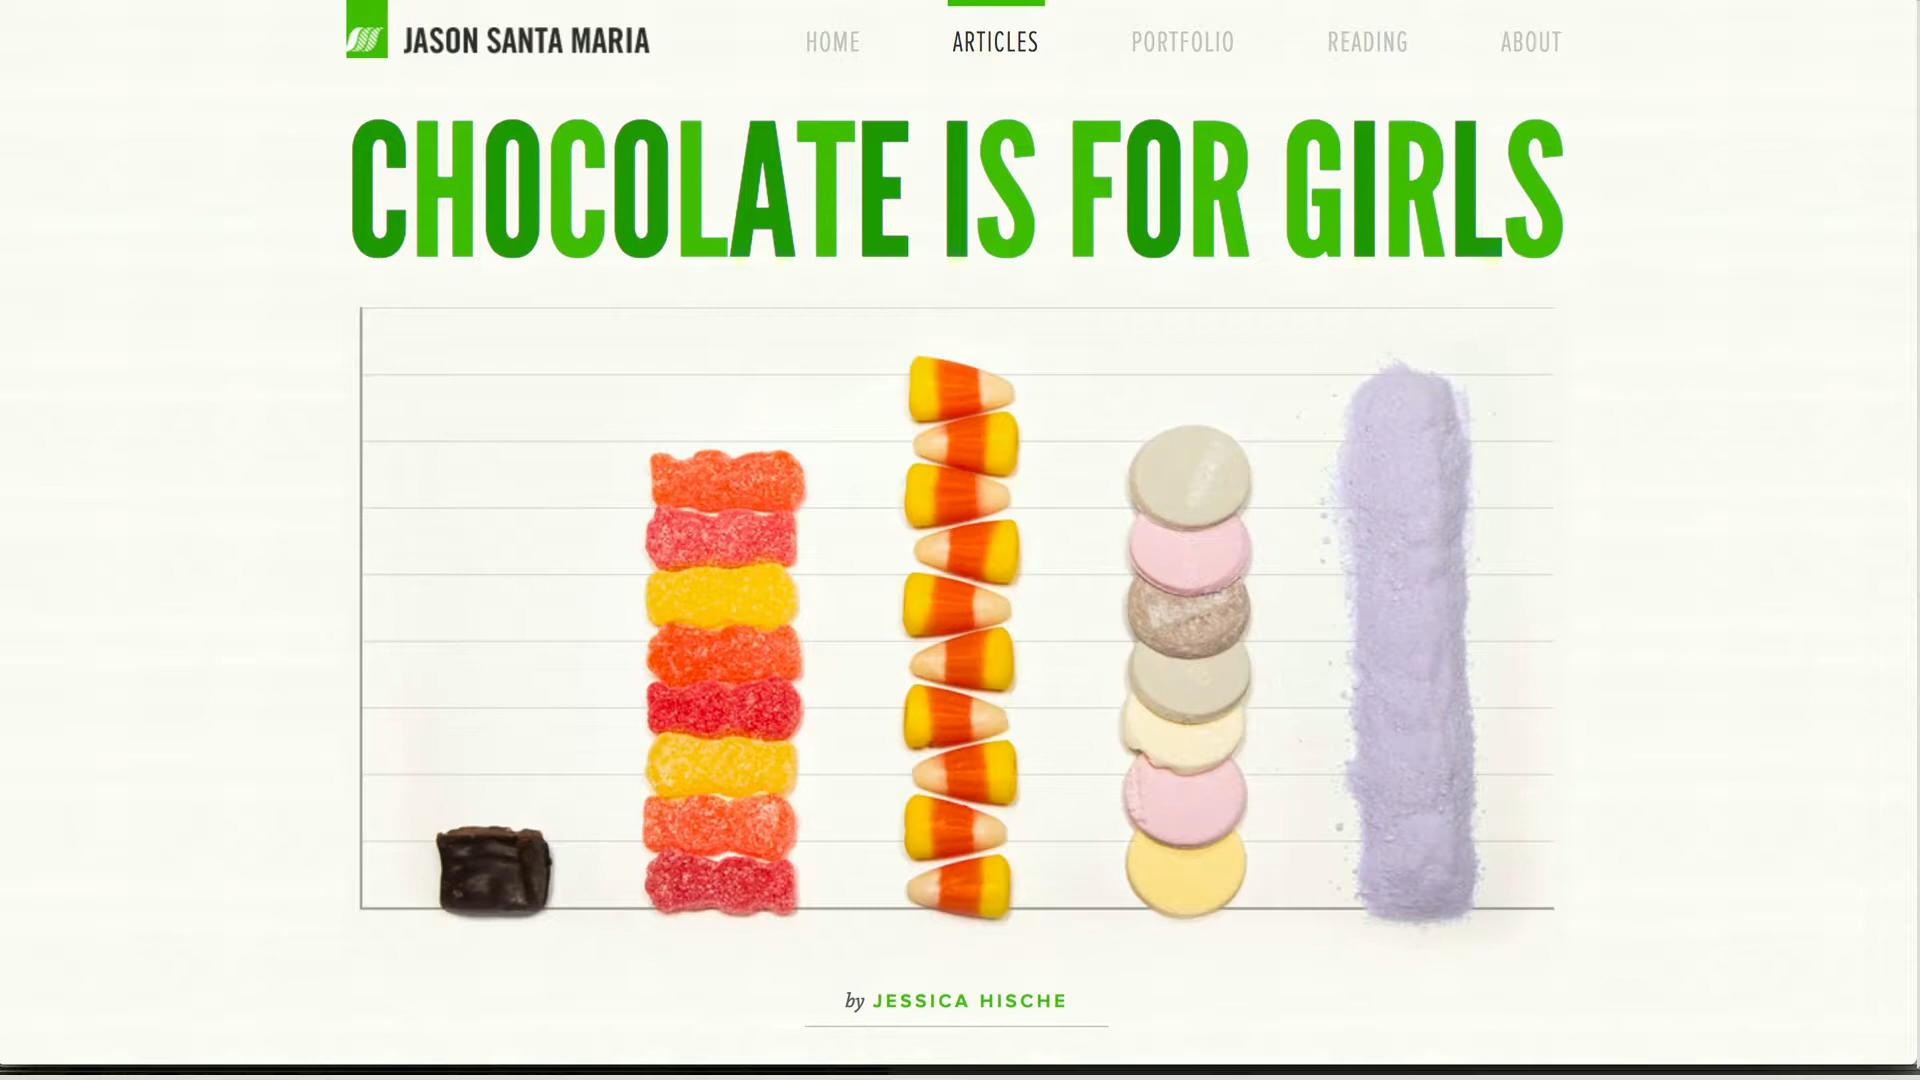 JASON SANTA MARIA
HOME ARTICLES PORTFOLIO READING ABOUT
CHOCOLATE IS FOR GIRLS
by JESSICA HISCHE